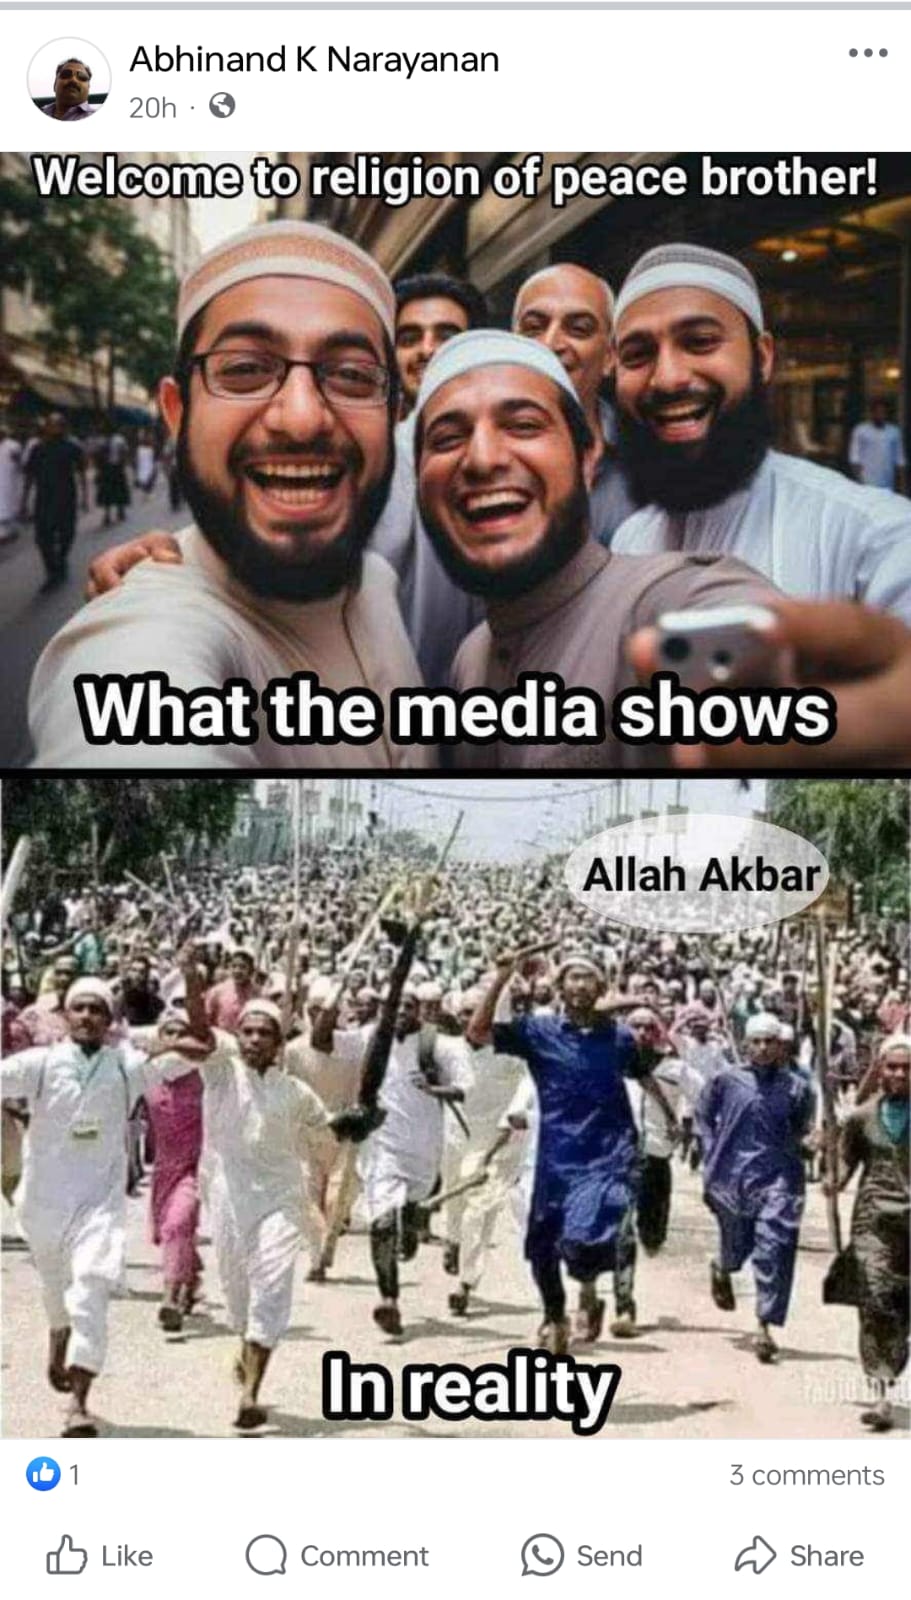 Abhinand K Narayanan
20h ·
Welcome to religion of peace brother!
What the media shows
Allah Akbar
In reality
1
3 comments
Like
Comment
Send
Share